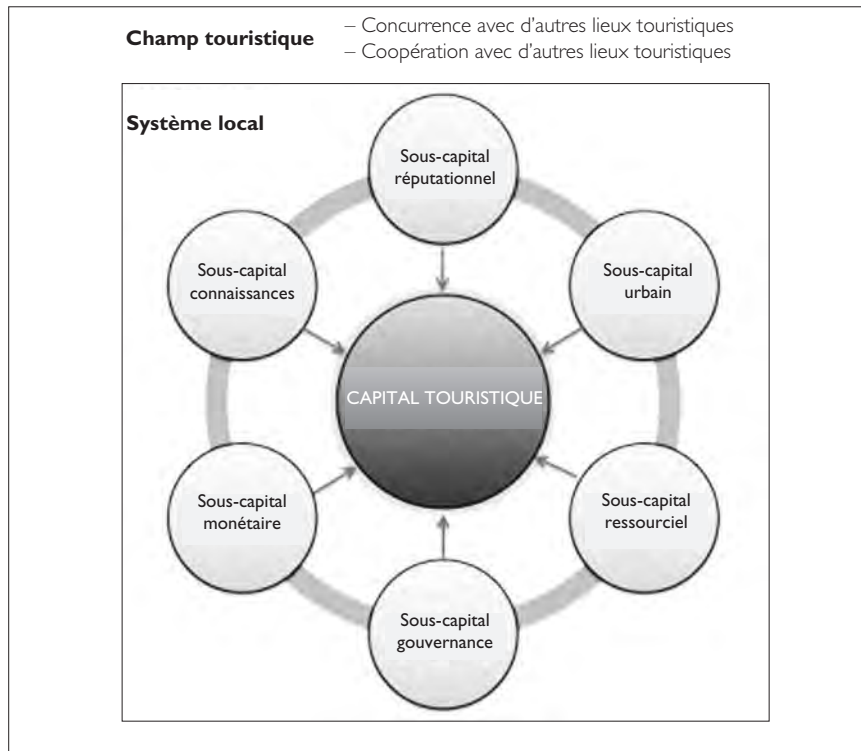 Champ touristique
– Concurrence avec d’autres lieux touristiques
– Coopération avec d’autres lieux touristiques
Système local
Sous-capital
réputationnel
Sous-capital
connaissances
Sous-capital
urbain
CAPITAL TOURISTIQUE
Sous-capital
monétaire
Sous-capital
ressourciel
Sous-capital
gouvernance